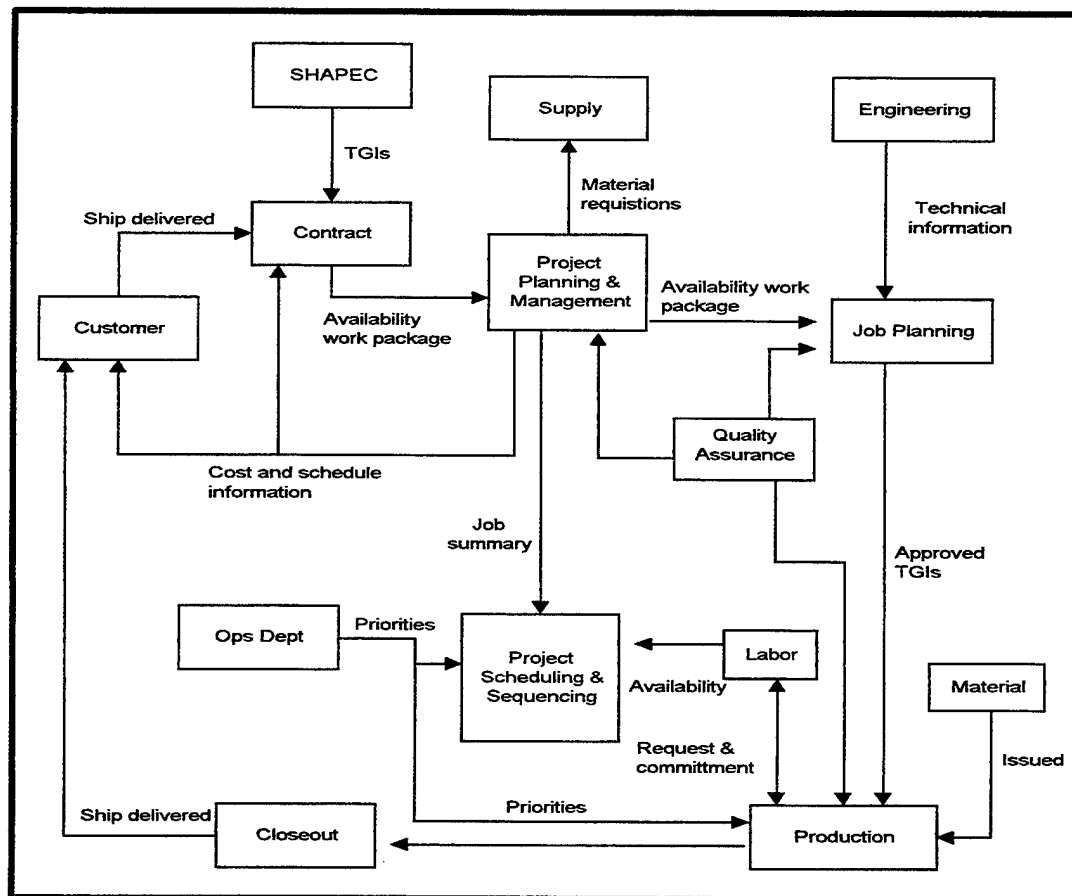 SHAPEC
Supply
Engineering
TGIs
Material
requistions
Ship delivered
Contract
Technical
information
Project
Planning &
Management
Availability work
package
Customer
Availability
work package
Job Planning
Quality
Assurance
Cost and schedule
information
Job
summary
Approved
TGIs
Ops Dept
Priorities
Project
Scheduling &
Sequencing
Labor
Availability
Material
Request &
committment
Issued
Ship delivered
Closeout
Priorities
Production